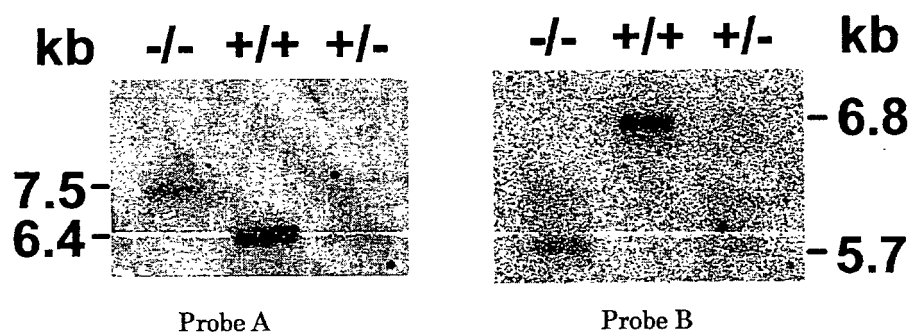 kb -/- +/+ +/-
7.5
6.4
Probe A
-/- +/+ +/- kb
6.8
5.7
Probe B